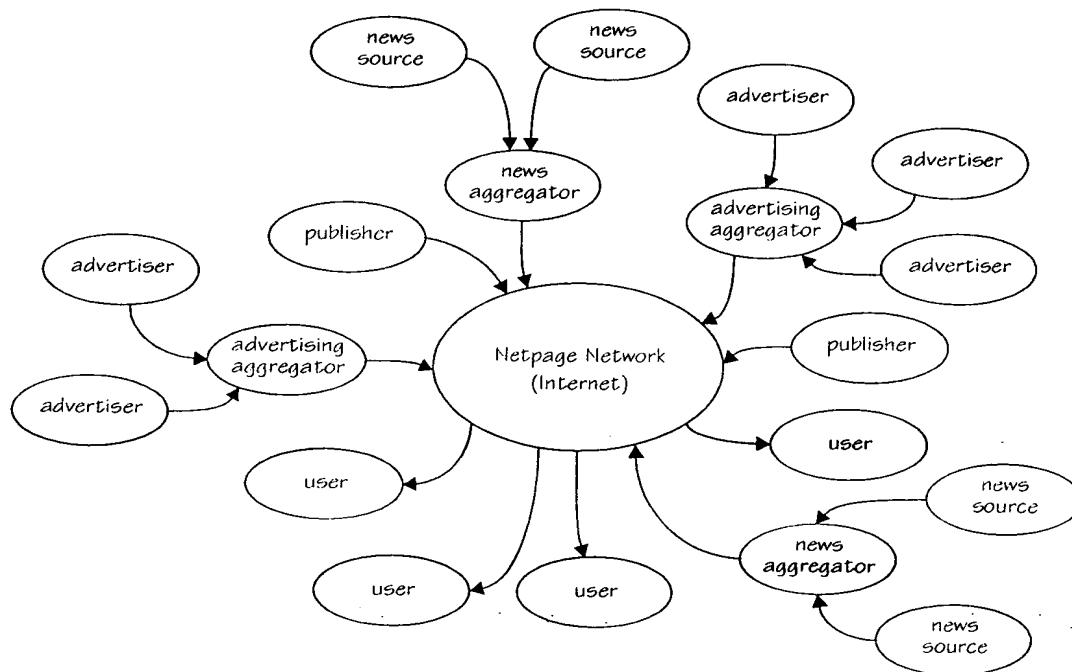 news
source
news
source
advertiser
advertiser
news
aggregator
advertising
aggregator
publisher
advertiser
advertiser
advertising
aggregator
Netpage Network
(Internet)
publisher
advertiser
user
user
news
source
news
aggregator
user
user
news
source